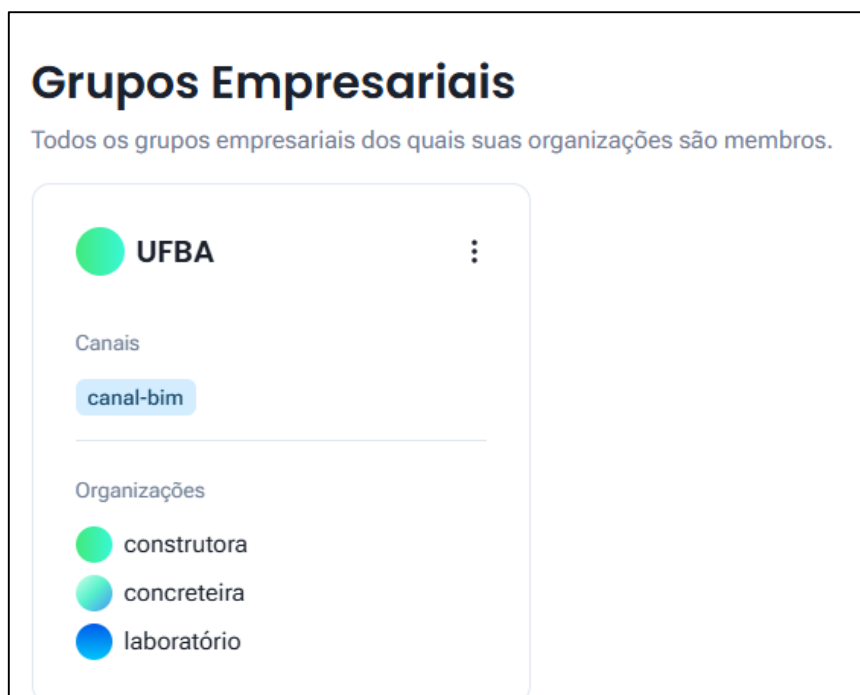 Grupos Empresariais
Todos os grupos empresariais dos quais suas organizações são membros.
UFBA
Canais
canal-bim
Organizações
construtora
concreteira
laboratório